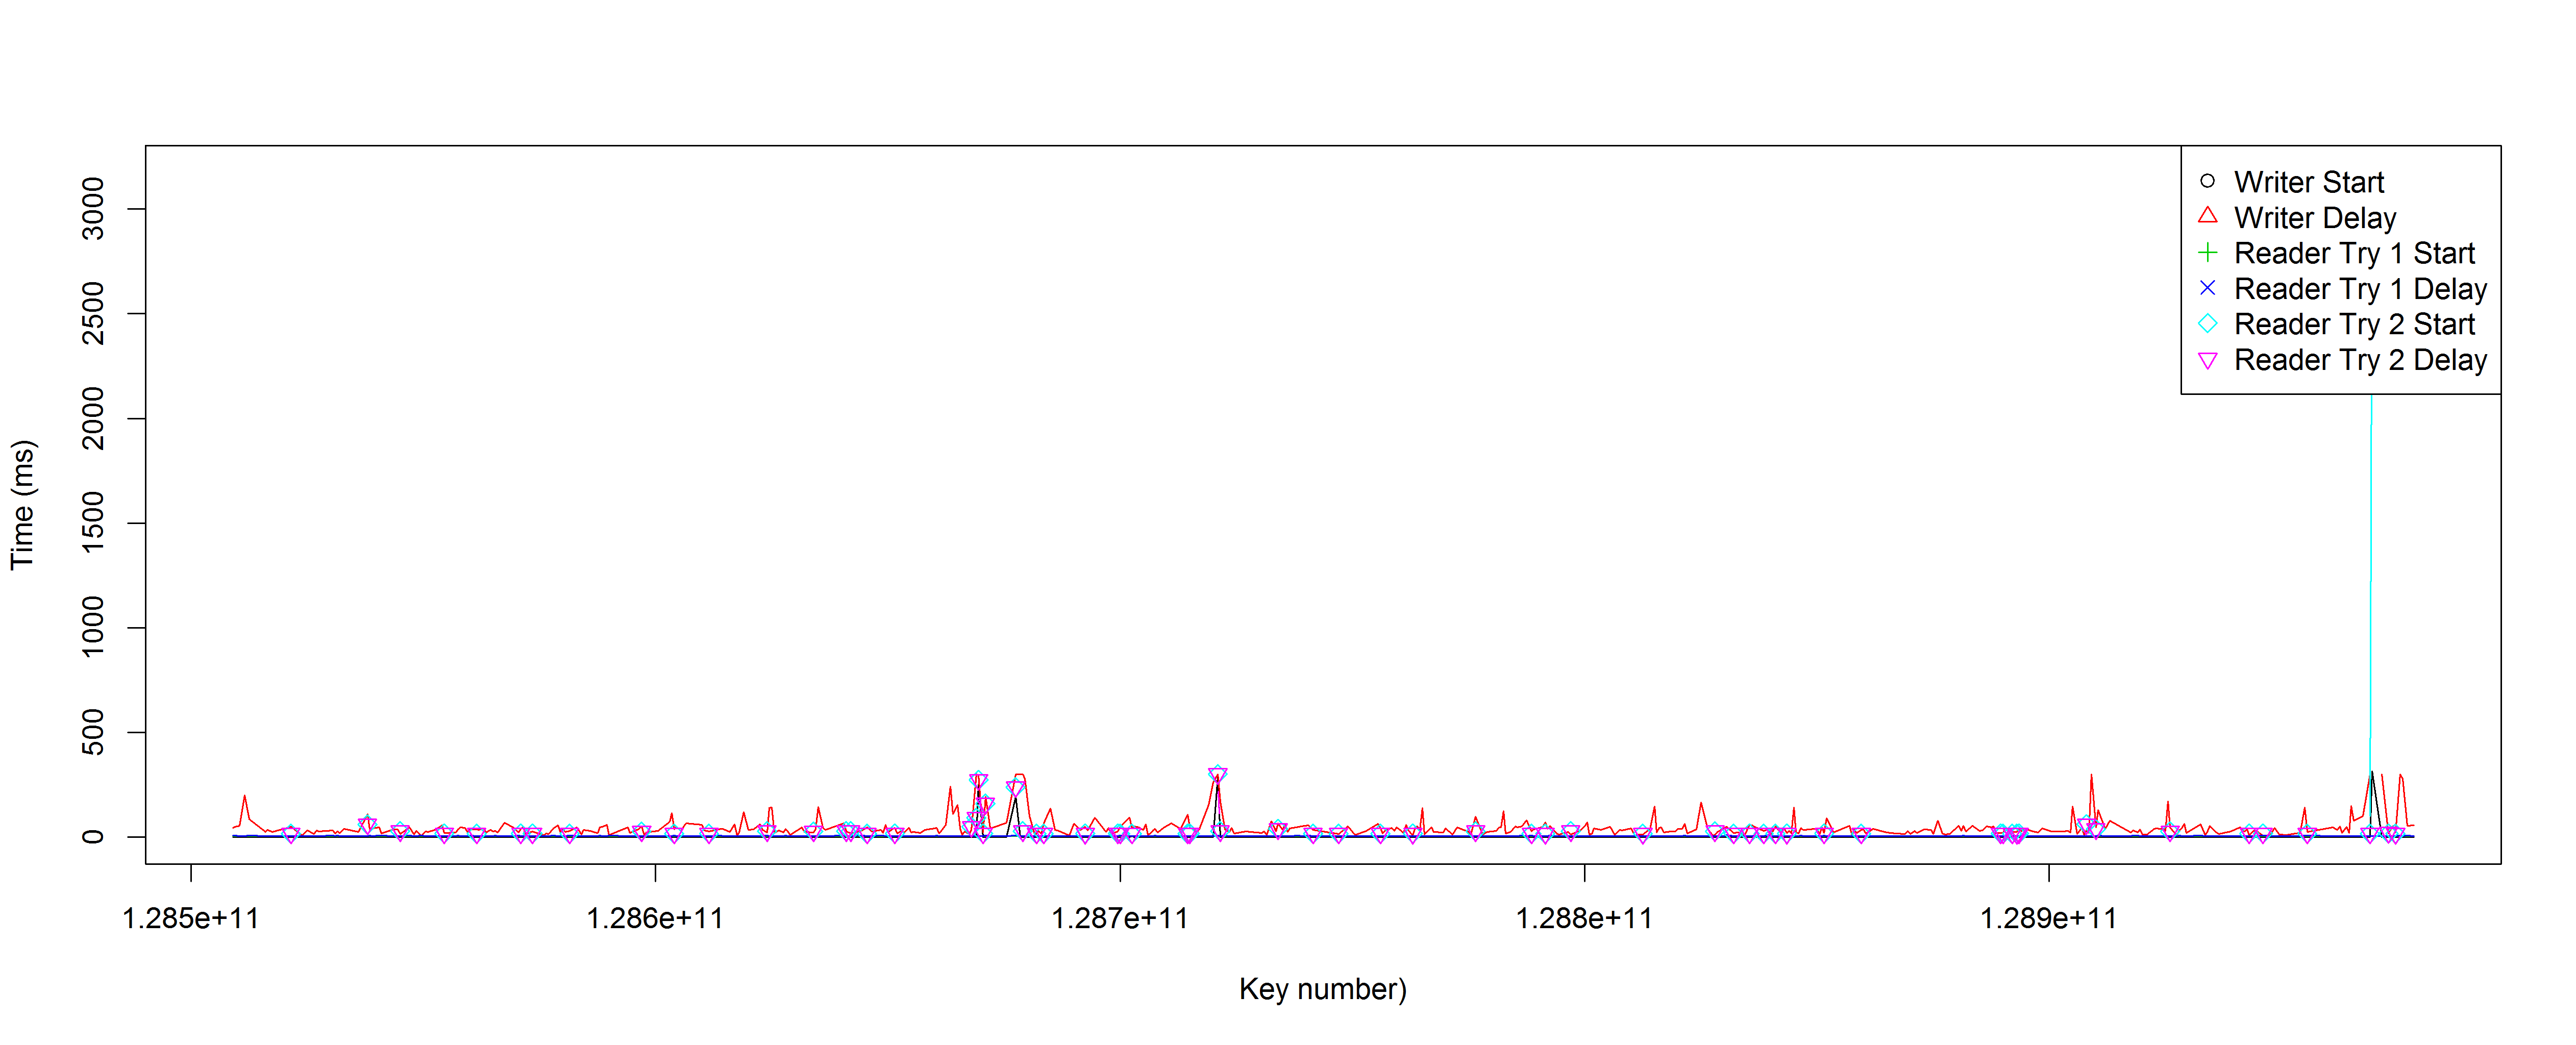 Writer Start
Writer Delay
Reader Try 1 Start
Reader Try 1 Delay
Reader Try 2 Start
Reader Try 2 Delay
Time (ms)
3000
2500
2000
1500
1000
500
0
1.285e+11 1.286e+11 1.287e+11 1.288e+11 1.289e+11
Key number)